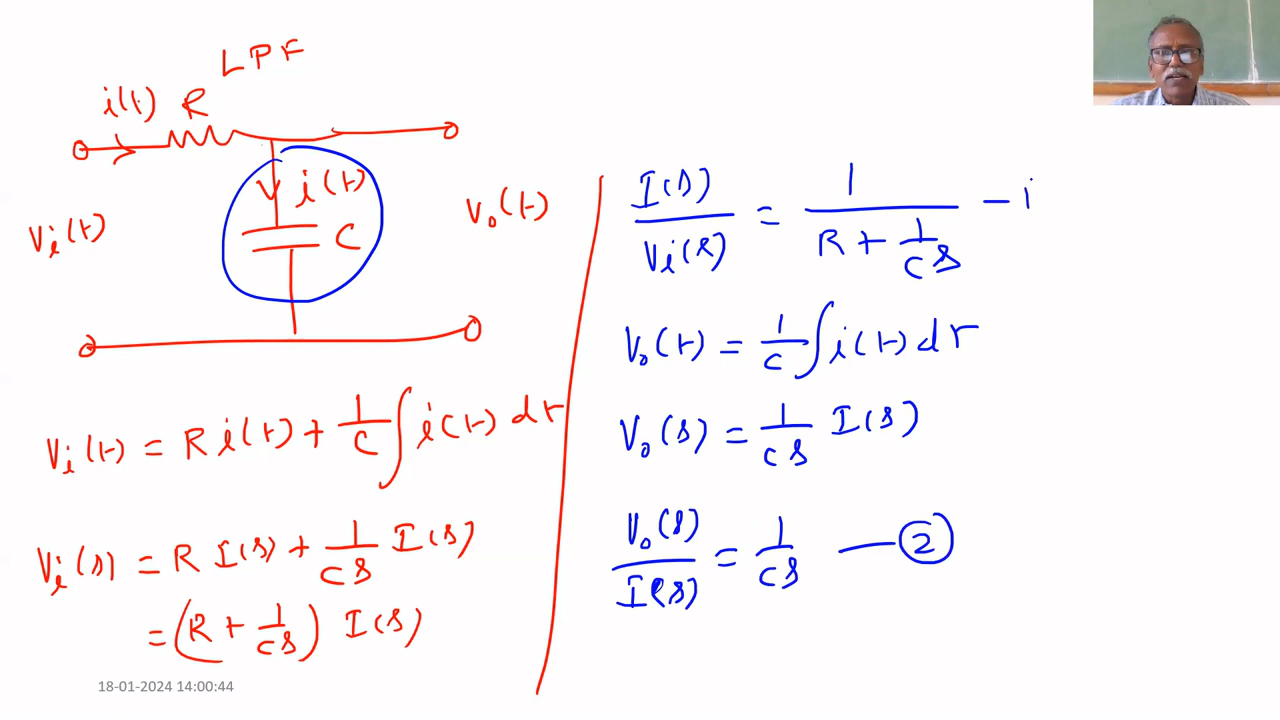 LPF
i(t) R
i(t)
C
Vi(t)
Vo(t)
Vi(t) = R i(t) + 1/C ∫ i(t) dt
Vi(s) = R I(s) + 1/Cs I(s)
= (R + 1/Cs) I(s)
I(s)/Vi(s) = 1/(R + 1/Cs) — i
Vo(t) = 1/C ∫ i(t) dt
Vo(s) = 1/Cs I(s)
Vo(s)/I(s) = 1/Cs — ②
18-01-2024 14:00:44